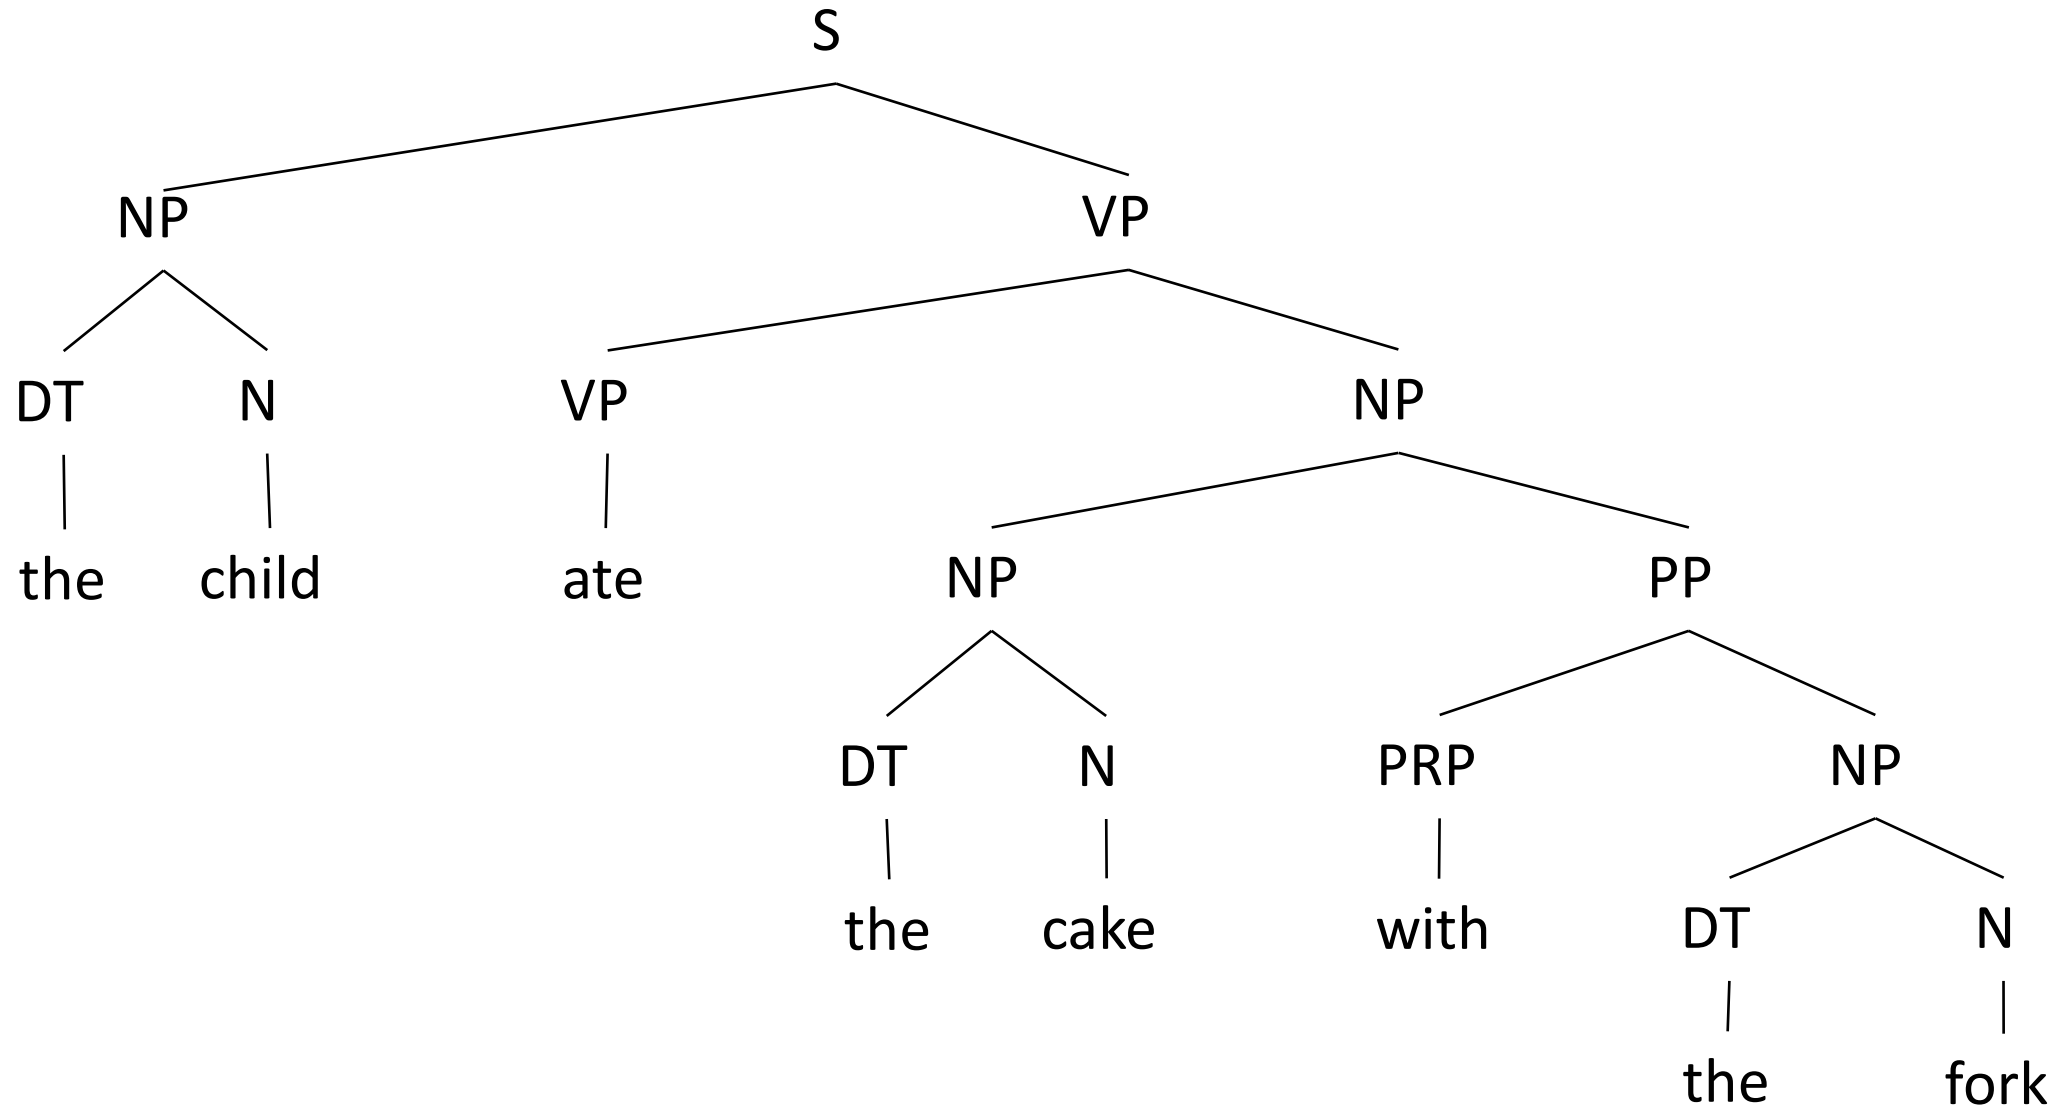 S
NP VP
DT N VP NP
the child ate NP PP
DT N PRP NP
the cake with DT N
the fork